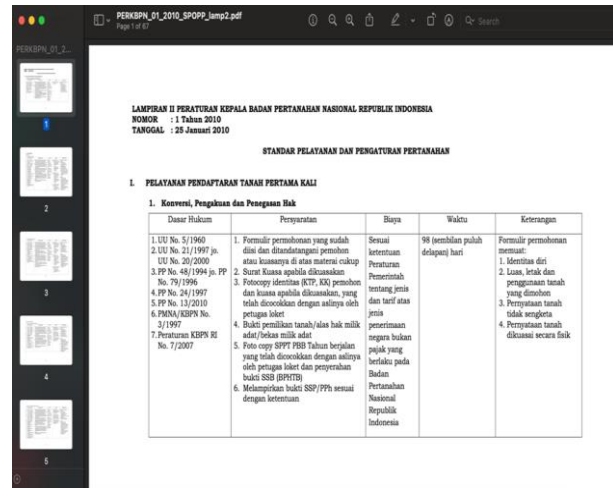 PERKBPN_01_2010_SPOPP_lamp2.pdf
Page 1 of 67
Search
PERKBPN_01_2...
1
2
3
4
5
LAMPIRAN II PERATURAN KEPALA BADAN PERTANAHAN NASIONAL REPUBLIK INDONESIA
NOMOR : 1 Tahun 2010
TANGGAL : 25 Januari 2010
STANDAR PELAYANAN DAN PENGATURAN PERTANAHAN
I. PELAYANAN PENDAFTARAN TANAH PERTAMA KALI
1. Konversi, Pengakuan dan Penegasan Hak
Dasar Hukum
1. UU No. 5/1960
2. UU No. 21/1997 jo.
UU No. 20/2000
3. PP No. 48/1994 jo. PP
No. 79/1996
4. PP No. 24/1997
5. PP No. 13/2010
6. PMNA/KBPN No.
3/1997
7. Peraturan KBPN RI
No. 7/2007
Persyaratan
1. Formulir permohonan yang sudah
diisi dan ditandatangani pemohon
atau kuasanya di atas materai cukup
2. Surat Kuasa apabila dikuasakan
3. Fotocopy identitas (KTP, KK) pemohon
dan kuasa apabila dikuasakan, yang
telah dicocokkan dengan aslinya oleh
petugas loket
4. Bukti pemilikan tanah/alas hak milik
adat/bekas milik adat
5. Foto copy SPPT PBB Tahun berjalan
yang telah dicocokkan dengan aslinya
oleh petugas loket dan penyerahan
bukti SSB (BPHTB)
6. Melampirkan bukti SSP/PPh sesuai
dengan ketentuan
Biaya
Sesuai
ketentuan
Peraturan
Pemerintah
tentang jenis
dan tarif atas
jenis
penerimaan
negara bukan
pajak yang
berlaku pada
Badan
Pertanahan
Nasional
Republik
Indonesia
Waktu
98 (sembilan puluh
delapan) hari
Keterangan
Formulir permohonan
memuat:
1. Identitas diri
2. Luas, letak dan
penggunaan tanah
yang dimohon
3. Pernyataan tanah
tidak sengketa
4. Pernyataan tanah
dikuasai secara fisik